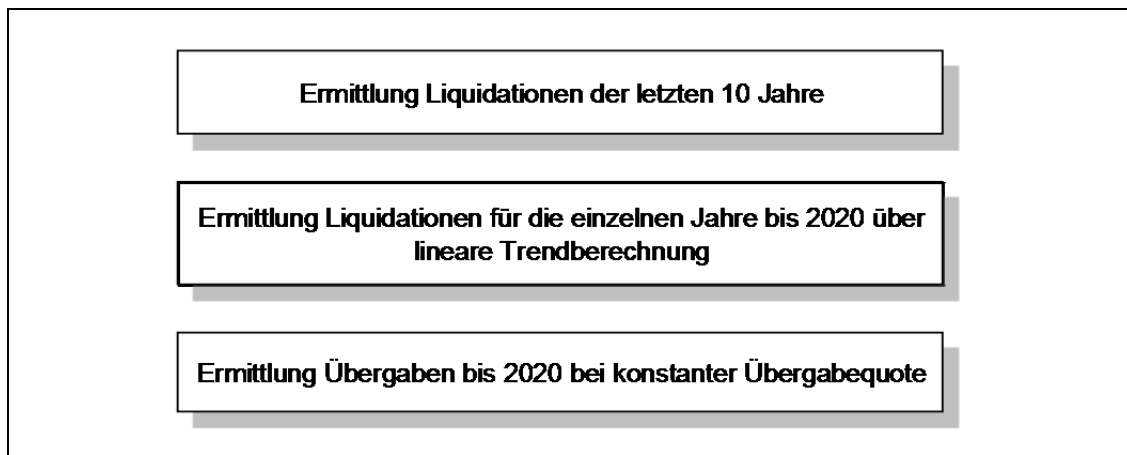 Ermittlung Liquidationen der letzten 10 Jahre
Ermittlung Liquidationen für die einzelnen Jahre bis 2020 über
lineare Trendberechnung
Ermittlung Übergaben bis 2020 bei konstanter Übergabequote